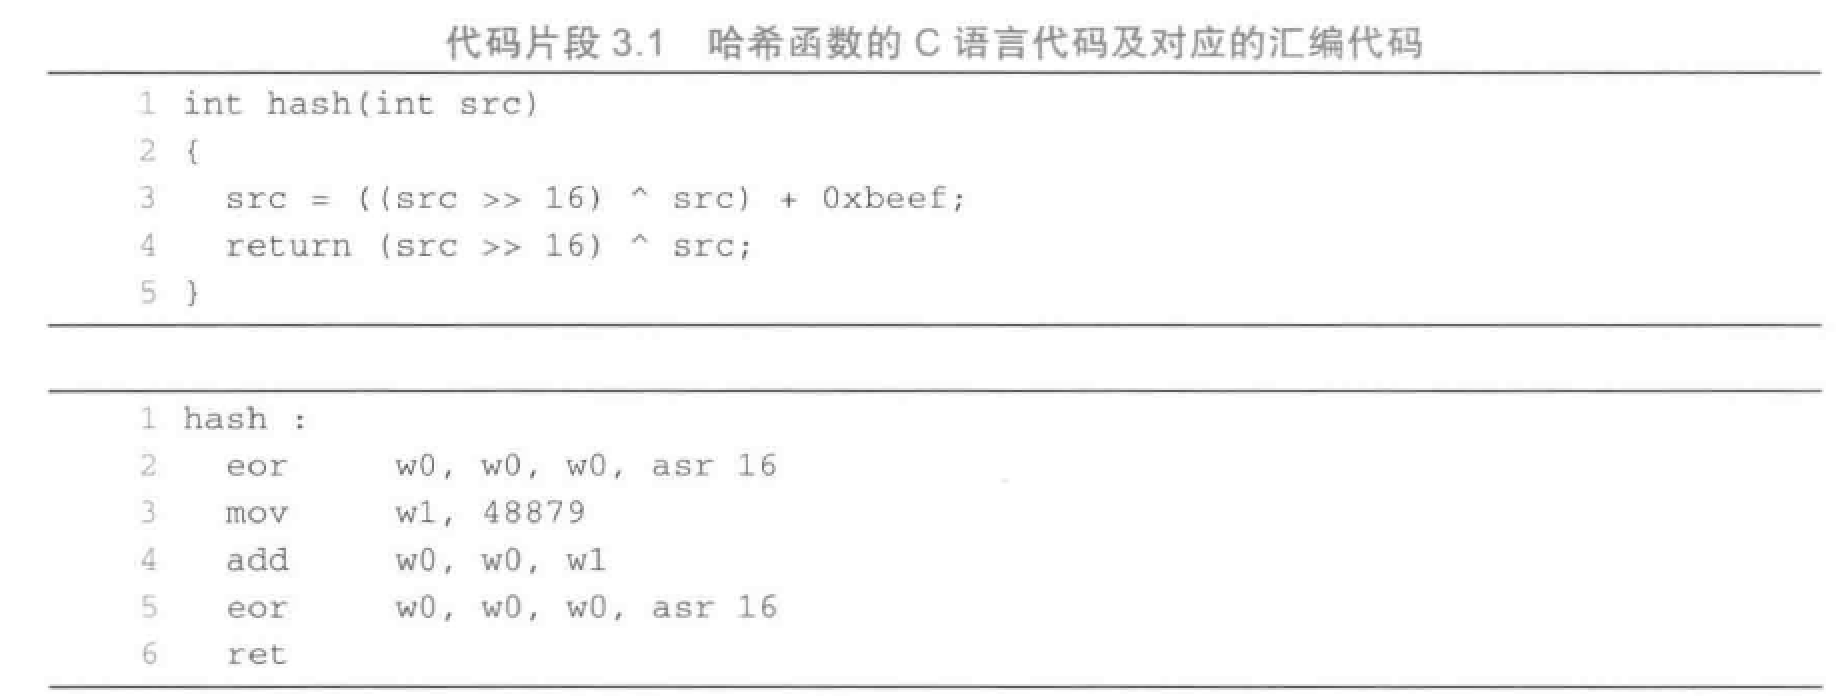 代码片段 3.1 哈希函数的 C 语言代码及对应的汇编代码
1 int hash(int src)
2 {
3   src = ((src >> 16) ^ src) + 0xbeef;
4   return (src >> 16) ^ src;
5 }
1 hash :
2   eor     w0, w0, w0, asr 16
3   mov     w1, 48879
4   add     w0, w0, w1
5   eor     w0, w0, w0, asr 16
6   ret